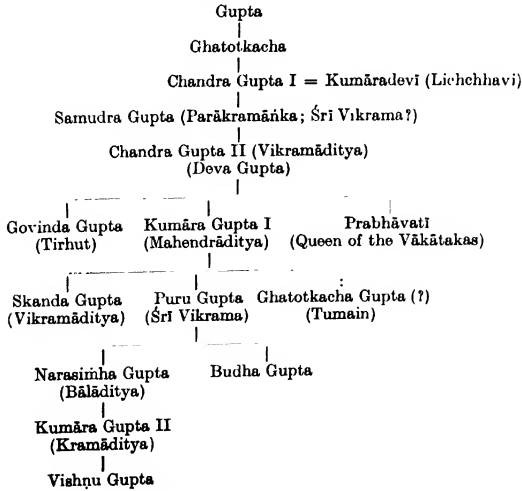 Gupta
Ghatotkacha
Chandra Gupta I = Kumāradevī (Lichchhavi)
Samudra Gupta (Parākramāṅka; Śrī Vikrama?)
Chandra Gupta II (Vikramāditya)
(Deva Gupta)
Govinda Gupta Kumāra Gupta I Prabhāvatī
(Tirhut) (Mahendrāditya) (Queen of the Vākātakas)
Skanda Gupta Puru Gupta Ghatotkacha Gupta (?)
(Vikramāditya) (Śrī Vikrama) (Tumain)
Narasiṁha Gupta Budha Gupta
(Bālāditya)
Kumāra Gupta II
(Kramāditya)
Vishṇu Gupta